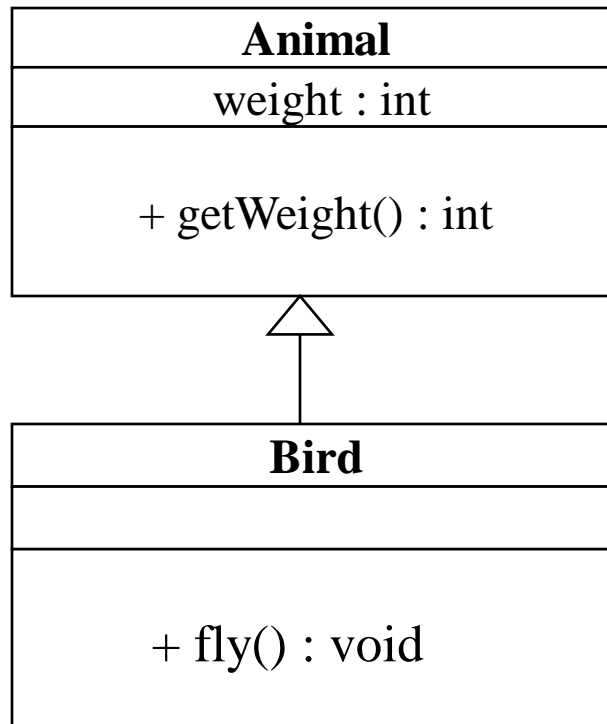 Animal
weight : int
+ getWeight() : int
Bird
+ fly() : void